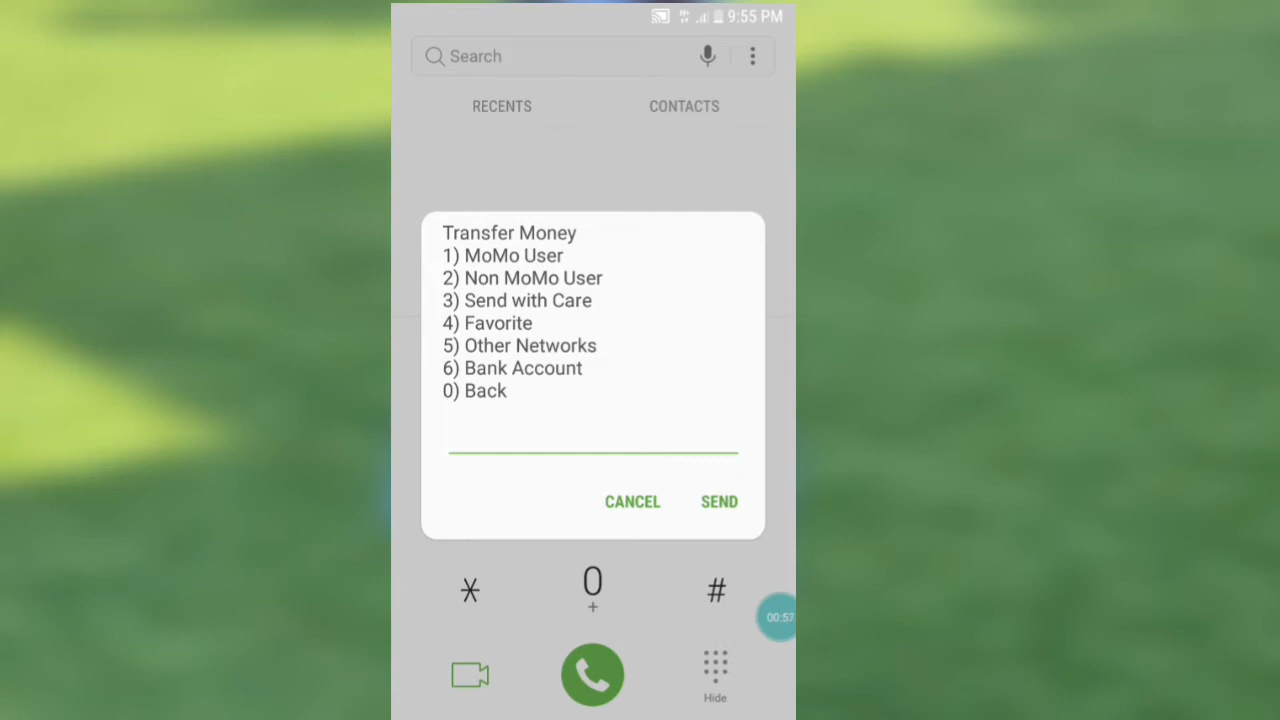 9:55 PM
Search
RECENTS CONTACTS
Transfer Money
1) MoMo User
2) Non MoMo User
3) Send with Care
4) Favorite
5) Other Networks
6) Bank Account
0) Back
CANCEL SEND
* 0 #
+
00:57
Hide